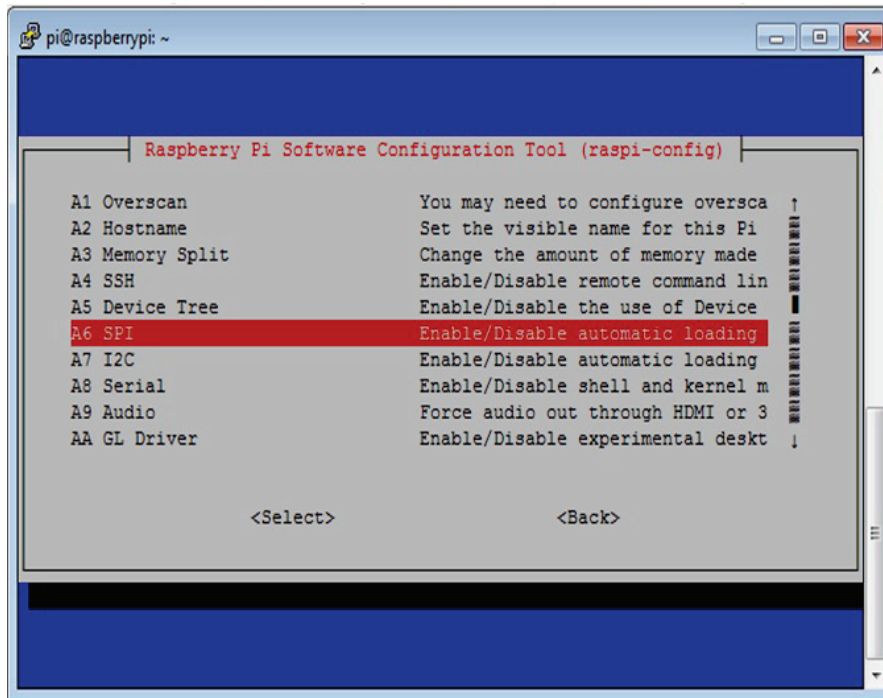 pi@raspberrypi: ~
Raspberry Pi Software Configuration Tool (raspi-config)
A1 Overscan You may need to configure oversca
A2 Hostname Set the visible name for this Pi
A3 Memory Split Change the amount of memory made
A4 SSH Enable/Disable remote command lin
A5 Device Tree Enable/Disable the use of Device
A6 SPI Enable/Disable automatic loading
A7 I2C Enable/Disable automatic loading
A8 Serial Enable/Disable shell and kernel m
A9 Audio Force audio out through HDMI or 3
AA GL Driver Enable/Disable experimental deskt
<Select> <Back>